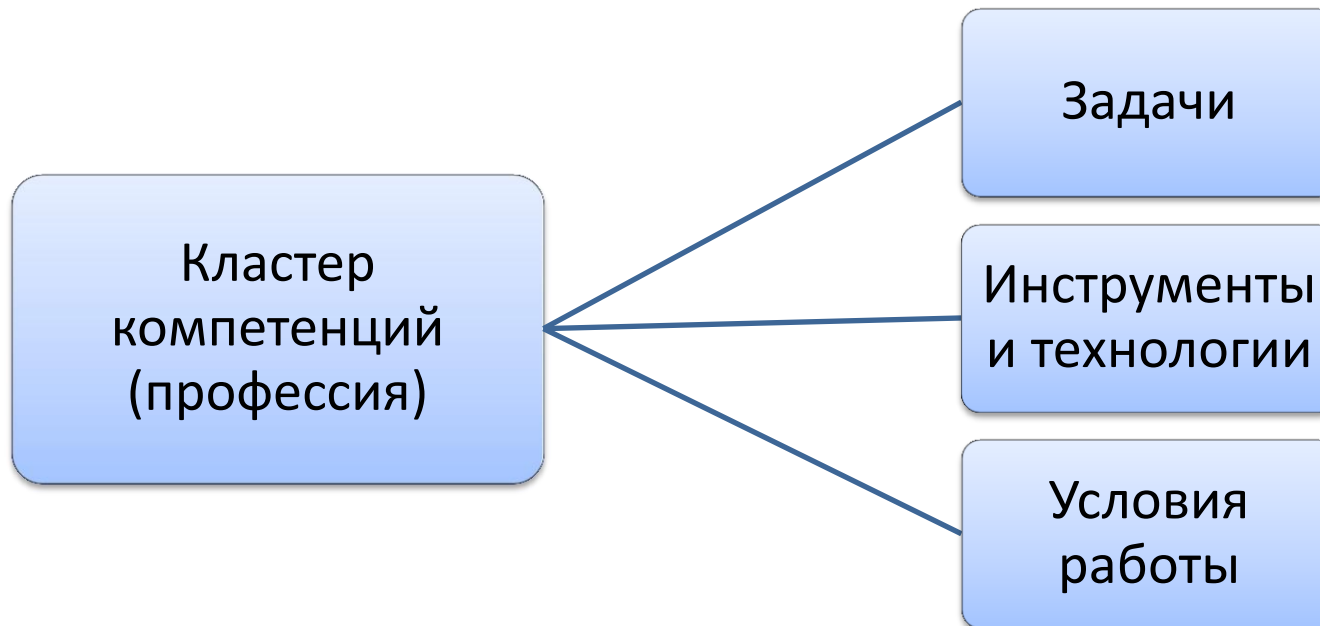 Кластер
компетенций
(профессия)
Задачи
Инструменты
и технологии
Условия
работы